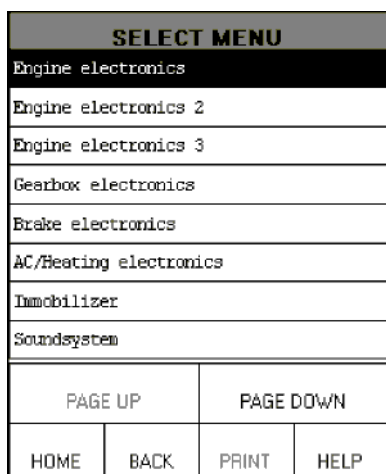 SELECT MENU
Engine electronics
Engine electronics 2
Engine electronics 3
Gearbox electronics
Brake electronics
AC/Heating electronics
Immobilizer
Soundsystem
PAGE UP PAGE DOWN
HOME BACK PRINT HELP